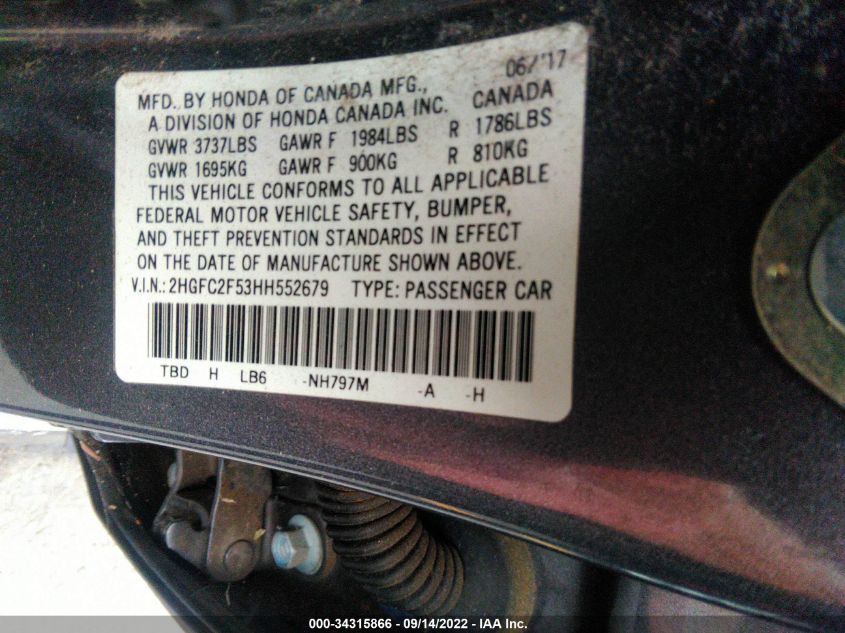 06/'17
MFD. BY HONDA OF CANADA MFG.,
A DIVISION OF HONDA CANADA INC. CANADA
GVWR 3737LBS GAWR F 1984LBS R 1786LBS
GVWR 1695KG GAWR F 900KG R 810KG
THIS VEHICLE CONFORMS TO ALL APPLICABLE
FEDERAL MOTOR VEHICLE SAFETY, BUMPER,
AND THEFT PREVENTION STANDARDS IN EFFECT
ON THE DATE OF MANUFACTURE SHOWN ABOVE.
V.I.N.: 2HGFC2F53HH552679 TYPE: PASSENGER CAR
TBD H LB6 -NH797M -A -H
000-34315866 - 09/14/2022 - IAA Inc.